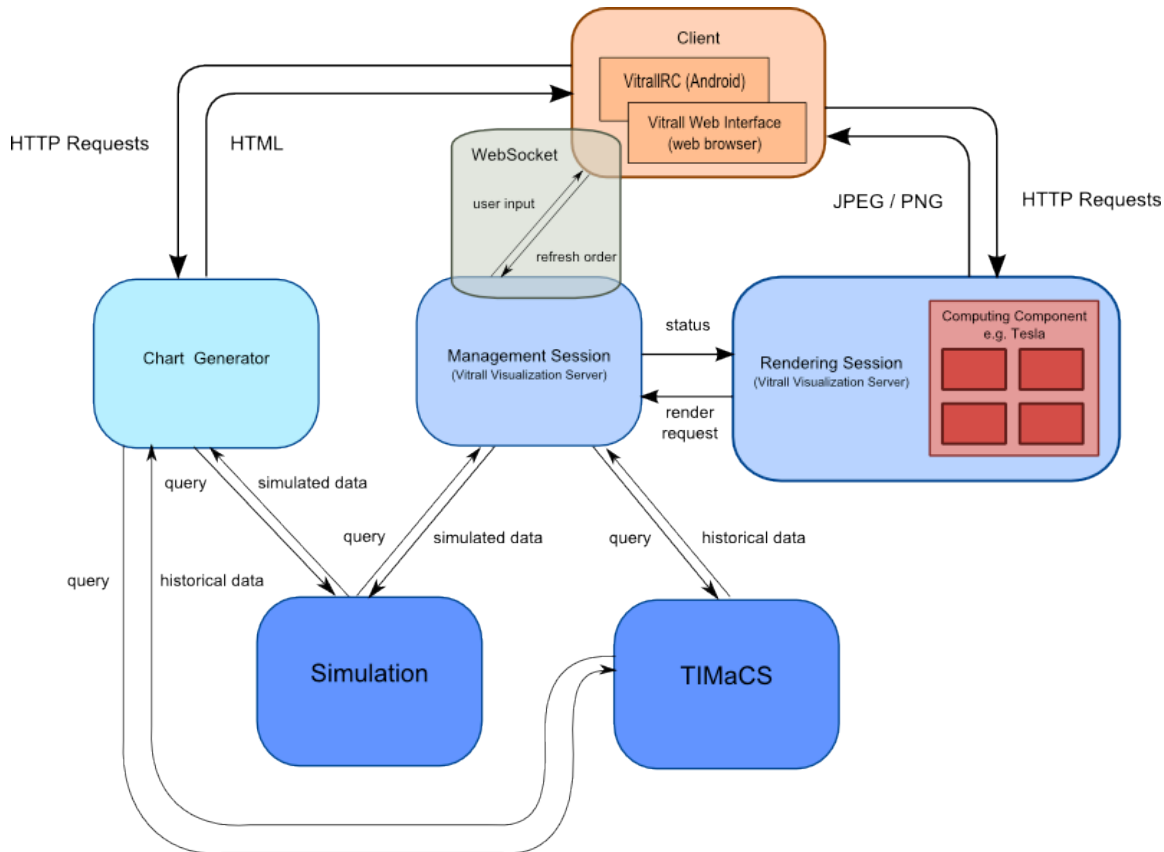 Client
VitrallRC (Android)
Vitrall Web Interface
(web browser)
HTTP Requests
HTML
WebSocket
user input
refresh order
JPEG / PNG
HTTP Requests
Chart Generator
Management Session
(Vitrall Visualization Server)
status
render
request
Rendering Session
(Vitrall Visualization Server)
Computing Component
e.g. Tesla
query
simulated data
query
simulated data
query
historical data
query
historical data
Simulation
TIMaCS